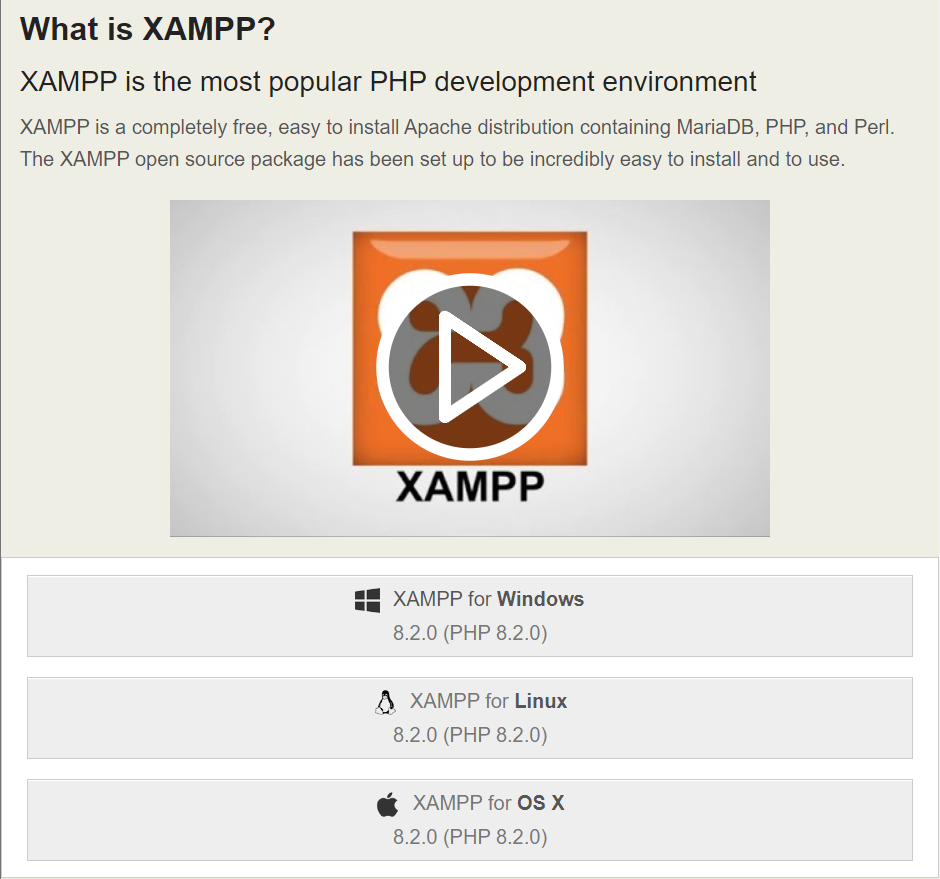 What is XAMPP?
XAMPP is the most popular PHP development environment
XAMPP is a completely free, easy to install Apache distribution containing MariaDB, PHP, and Perl.
The XAMPP open source package has been set up to be incredibly easy to install and to use.
XAMPP
XAMPP for Windows
8.2.0 (PHP 8.2.0)
XAMPP for Linux
8.2.0 (PHP 8.2.0)
XAMPP for OS X
8.2.0 (PHP 8.2.0)